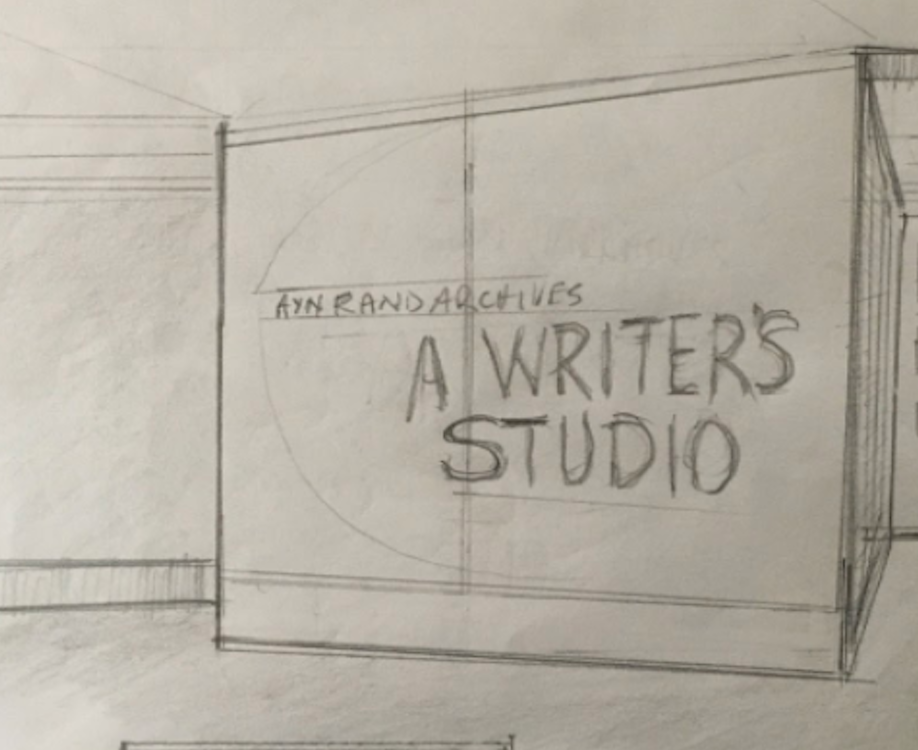 AYN RAND ARCHIVES
A WRITER'S
STUDIO